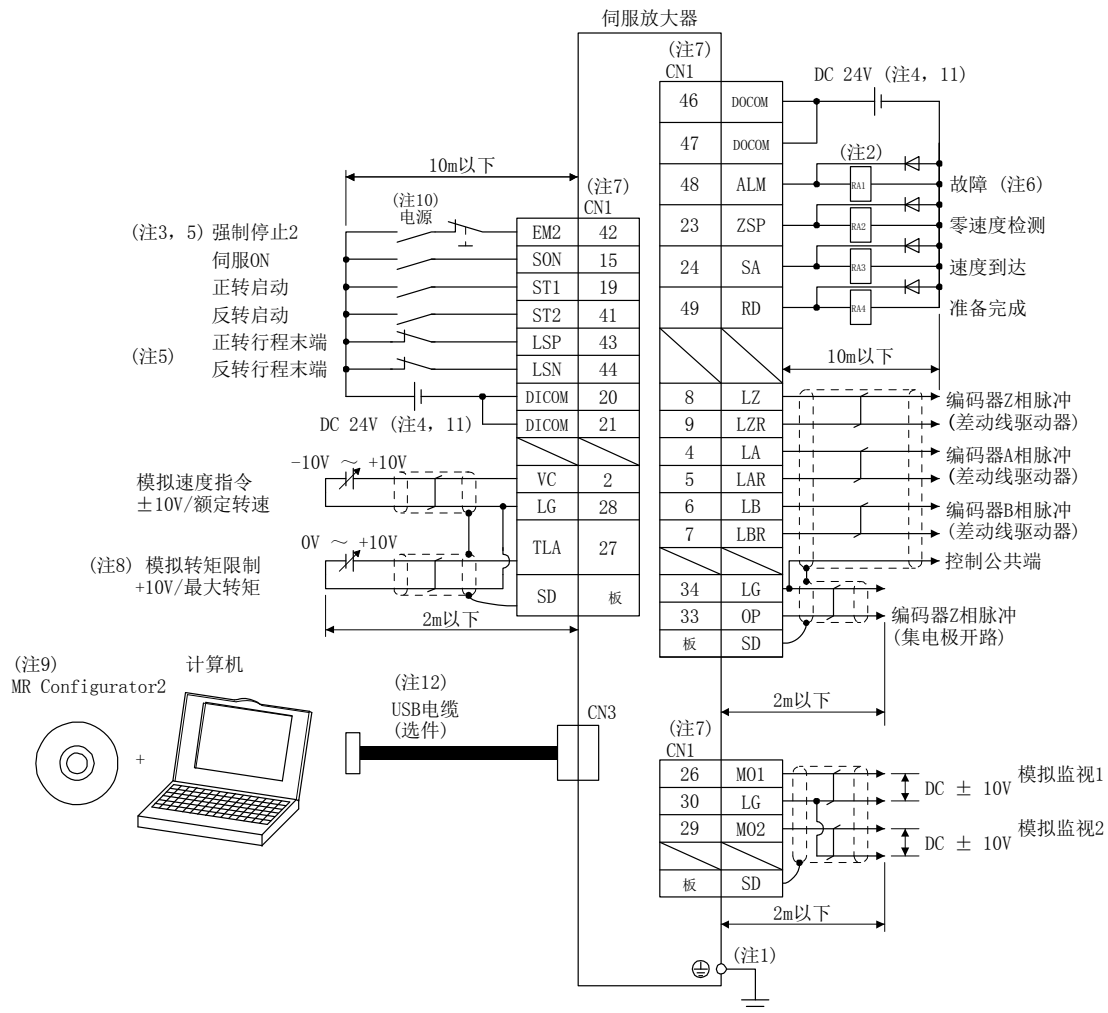 伺服放大器
(注7)
CN1
DC 24V (注4, 11)
46 DOCOM
47 DOCOM
(注2)
48 ALM RA1 故障 (注6)
23 ZSP RA2 零速度检测
24 SA RA3 速度到达
49 RD RA4 准备完成
10m以下
8 LZ 编码器Z相脉冲
9 LZR (差动线驱动器)
4 LA 编码器A相脉冲
5 LAR (差动线驱动器)
6 LB 编码器B相脉冲
7 LBR (差动线驱动器)
控制公共端
34 LG
33 OP 编码器Z相脉冲
(集电极开路)
板 SD
2m以下
10m以下
(注7)
CN1
(注10)
电源
(注3, 5) 强制停止2 EM2 42
伺服ON SON 15
正转启动 ST1 19
反转启动 ST2 41
正转行程末端 LSP 43
(注5)
反转行程末端 LSN 44
DICOM 20
DC 24V (注4, 11) DICOM 21
-10V ～ +10V
模拟速度指令 VC 2
±10V/额定转速 LG 28
0V ～ +10V
TLA 27
(注8) 模拟转矩限制
+10V/最大转矩
SD 板
2m以下
(注9)
MR Configurator2
+
计算机
(注12)
USB电缆
(选件)
CN3
(注7)
CN1
26 MO1 模拟监视1
DC ± 10V
30 LG
29 MO2 模拟监视2
DC ± 10V
板 SD
2m以下
(注1)